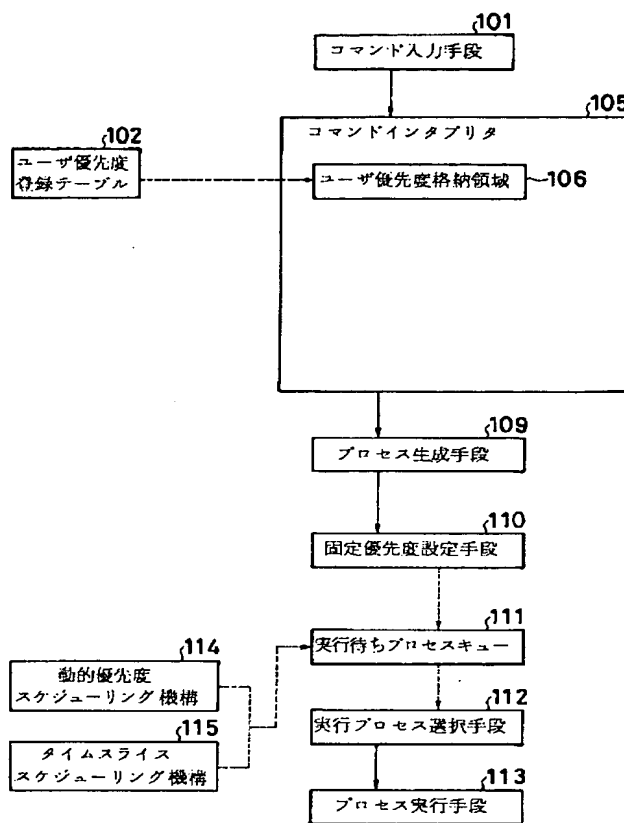 101
コマンド入力手段
105
コマンドインタプリタ
102
ユーザ優先度
登録テーブル
ユーザ優先度格納領域
106
109
プロセス生成手段
110
固定優先度設定手段
111
実行待ちプロセスキュー
114
動的優先度
スケジューリング機構
112
実行プロセス選択手段
115
タイムスライス
スケジューリング機構
113
プロセス実行手段